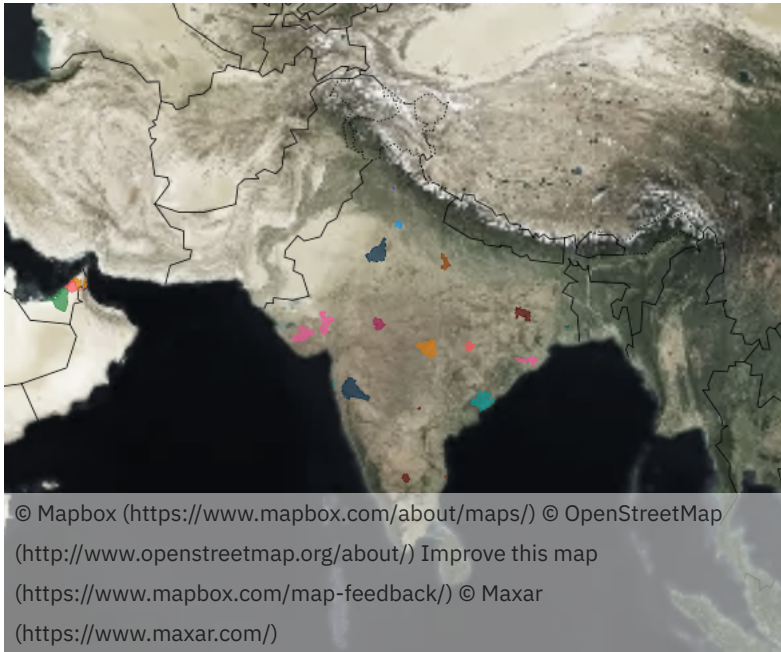 © Mapbox (https://www.mapbox.com/about/maps/) © OpenStreetMap
(http://www.openstreetmap.org/about/) Improve this map
(https://www.mapbox.com/map-feedback/) © Maxar
(https://www.maxar.com/)